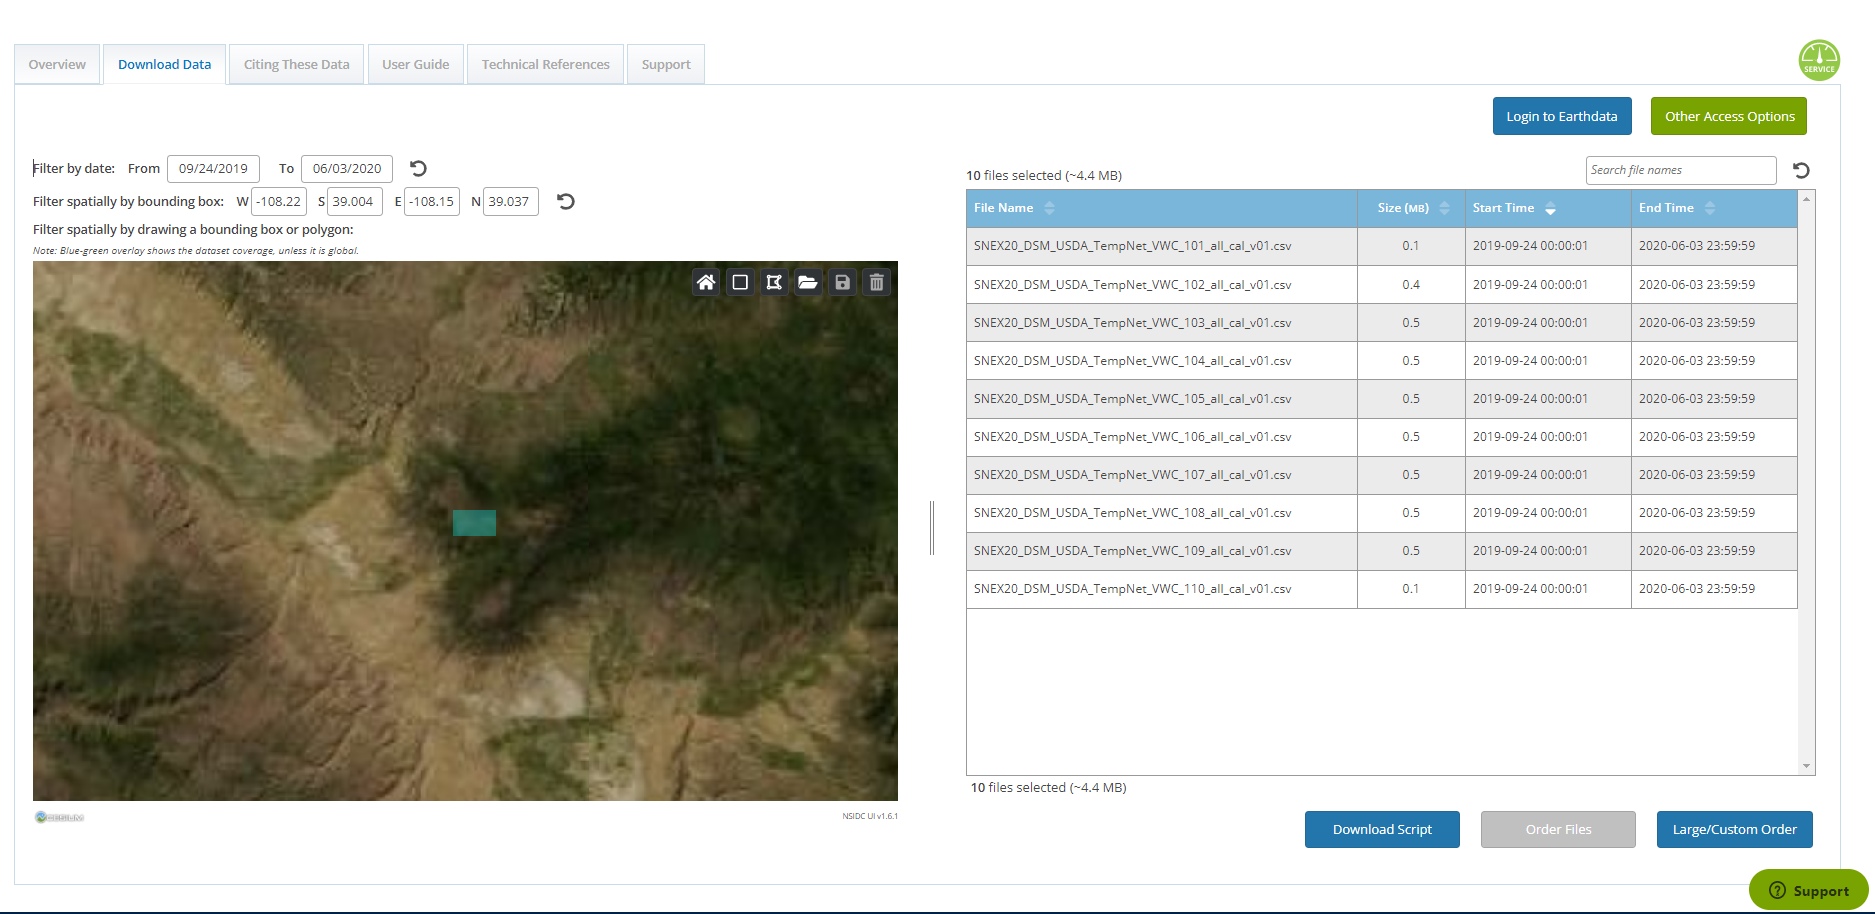 Overview
Download Data
Citing These Data
User Guide
Technical References
Support
SERVICE
Login to Earthdata
Other Access Options
Filter by date: From 09/24/2019 To 06/03/2020
Filter spatially by bounding box: W -108.22 S 39.004 E -108.15 N 39.037
Filter spatially by drawing a bounding box or polygon:
Note: Blue-green overlay shows the dataset coverage, unless it is global.
CESIUM
NSIDC UI v1.6.1
10 files selected (~4.4 MB)
Search file names
File Name Size (MB) Start Time End Time
SNEX20_DSM_USDA_TempNet_VWC_101_all_cal_v01.csv 0.1 2019-09-24 00:00:01 2020-06-03 23:59:59
SNEX20_DSM_USDA_TempNet_VWC_102_all_cal_v01.csv 0.4 2019-09-24 00:00:01 2020-06-03 23:59:59
SNEX20_DSM_USDA_TempNet_VWC_103_all_cal_v01.csv 0.5 2019-09-24 00:00:01 2020-06-03 23:59:59
SNEX20_DSM_USDA_TempNet_VWC_104_all_cal_v01.csv 0.5 2019-09-24 00:00:01 2020-06-03 23:59:59
SNEX20_DSM_USDA_TempNet_VWC_105_all_cal_v01.csv 0.5 2019-09-24 00:00:01 2020-06-03 23:59:59
SNEX20_DSM_USDA_TempNet_VWC_106_all_cal_v01.csv 0.5 2019-09-24 00:00:01 2020-06-03 23:59:59
SNEX20_DSM_USDA_TempNet_VWC_107_all_cal_v01.csv 0.5 2019-09-24 00:00:01 2020-06-03 23:59:59
SNEX20_DSM_USDA_TempNet_VWC_108_all_cal_v01.csv 0.5 2019-09-24 00:00:01 2020-06-03 23:59:59
SNEX20_DSM_USDA_TempNet_VWC_109_all_cal_v01.csv 0.5 2019-09-24 00:00:01 2020-06-03 23:59:59
SNEX20_DSM_USDA_TempNet_VWC_110_all_cal_v01.csv 0.1 2019-09-24 00:00:01 2020-06-03 23:59:59
10 files selected (~4.4 MB)
Download Script
Order Files
Large/Custom Order
Support